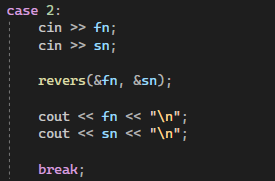 case 2:
cin >> fn;
cin >> sn;
revers(&fn, &sn);
cout << fn << "\n";
cout << sn << "\n";
break;